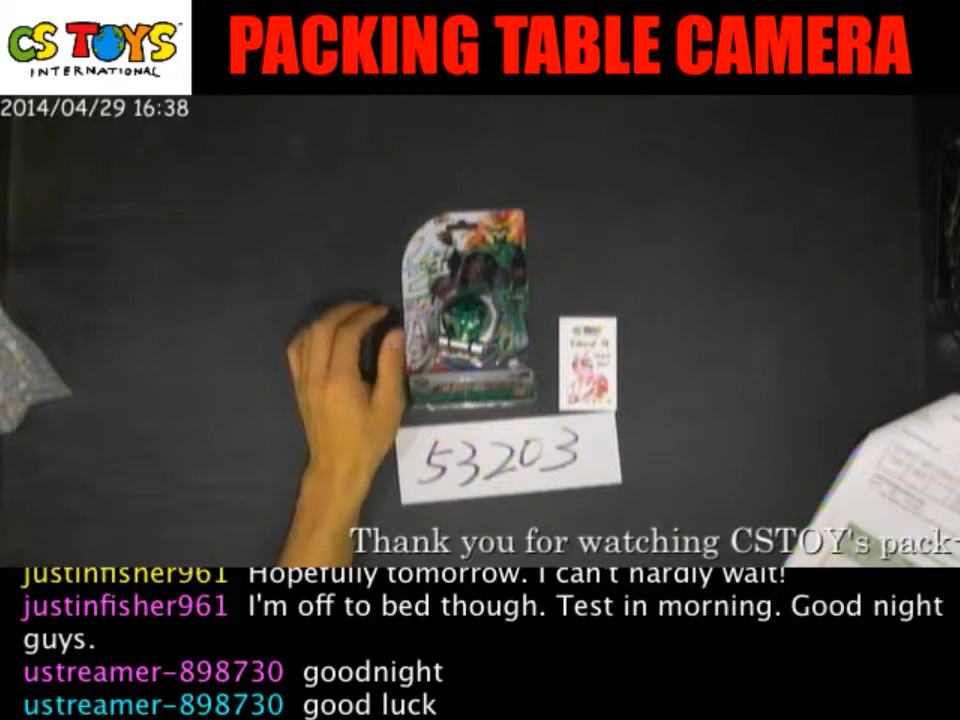 CS TOYS
INTERNATIONAL
PACKING TABLE CAMERA
2014/04/29 16:38
53203
Thank you for watching CSTOY's pack-
justinfisher961 Hopefully tomorrow. I can't hardly wait!
justinfisher961 I'm off to bed though. Test in morning. Good night
guys.
ustreamer-898730 goodnight
ustreamer-898730 good luck